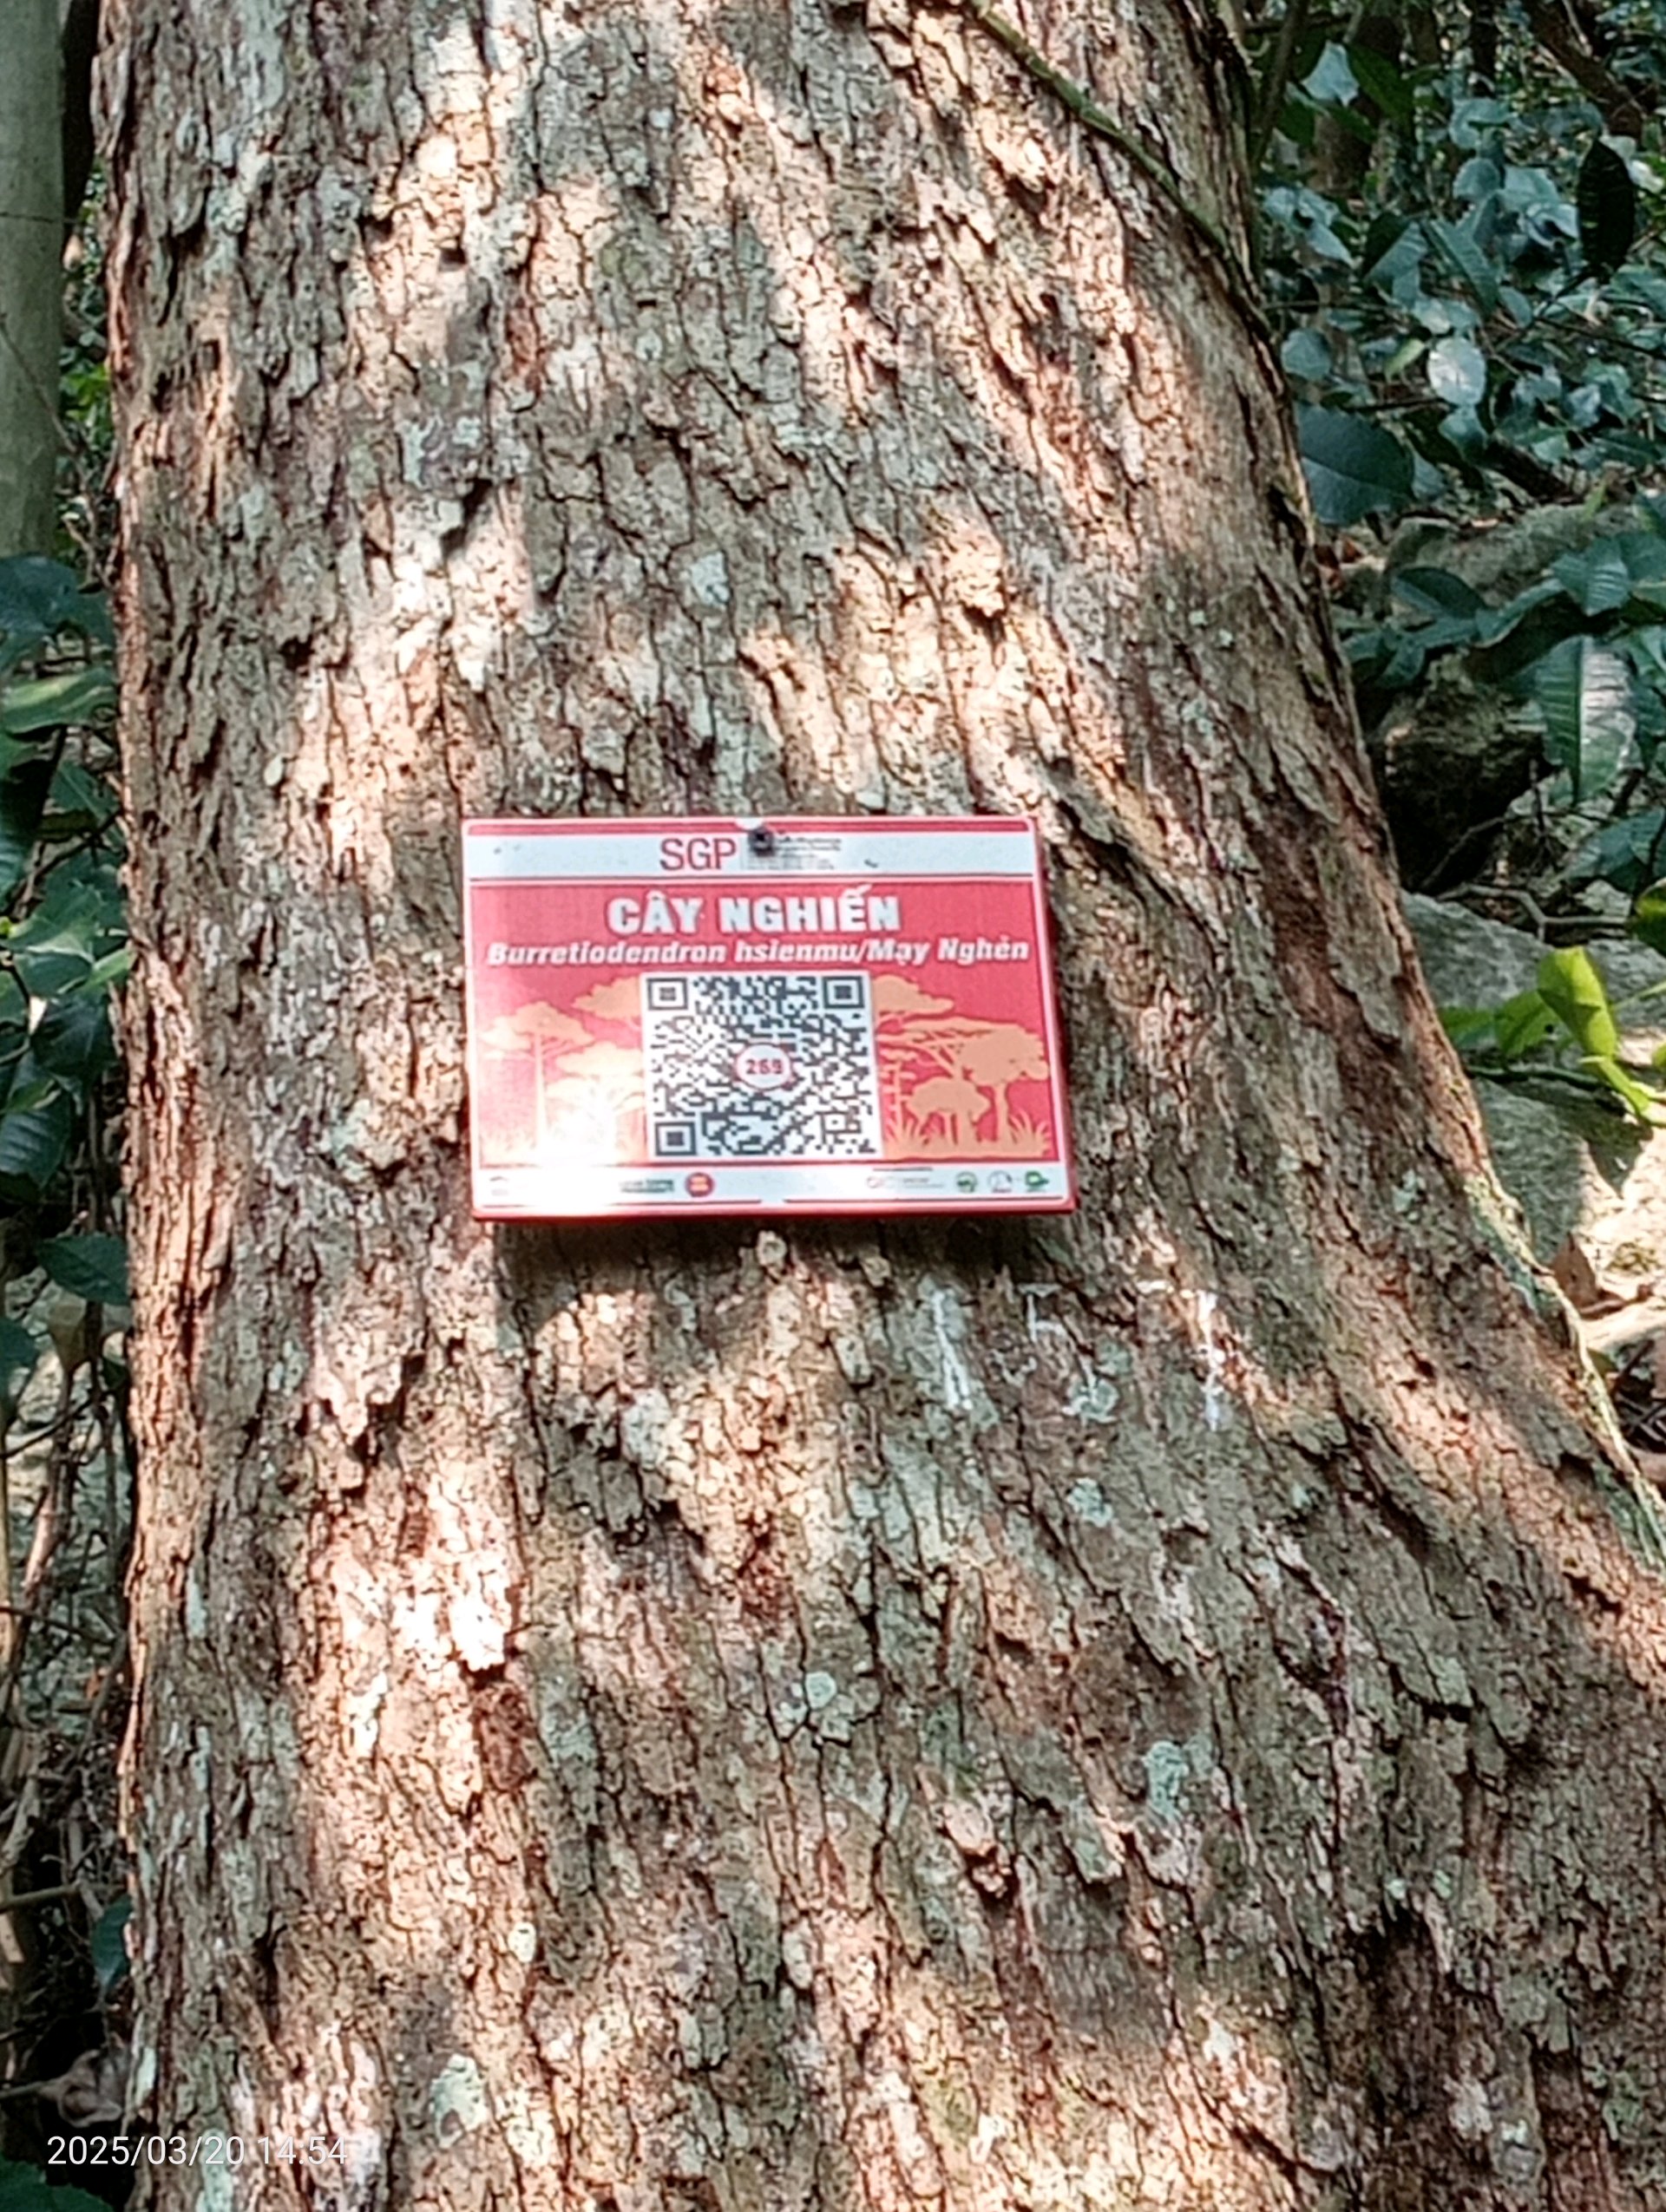 SGP
CÂY NGHIẾN
Burretiodendron hsienmu/Mạy Nghẻn
269
2025/03/20 14:54